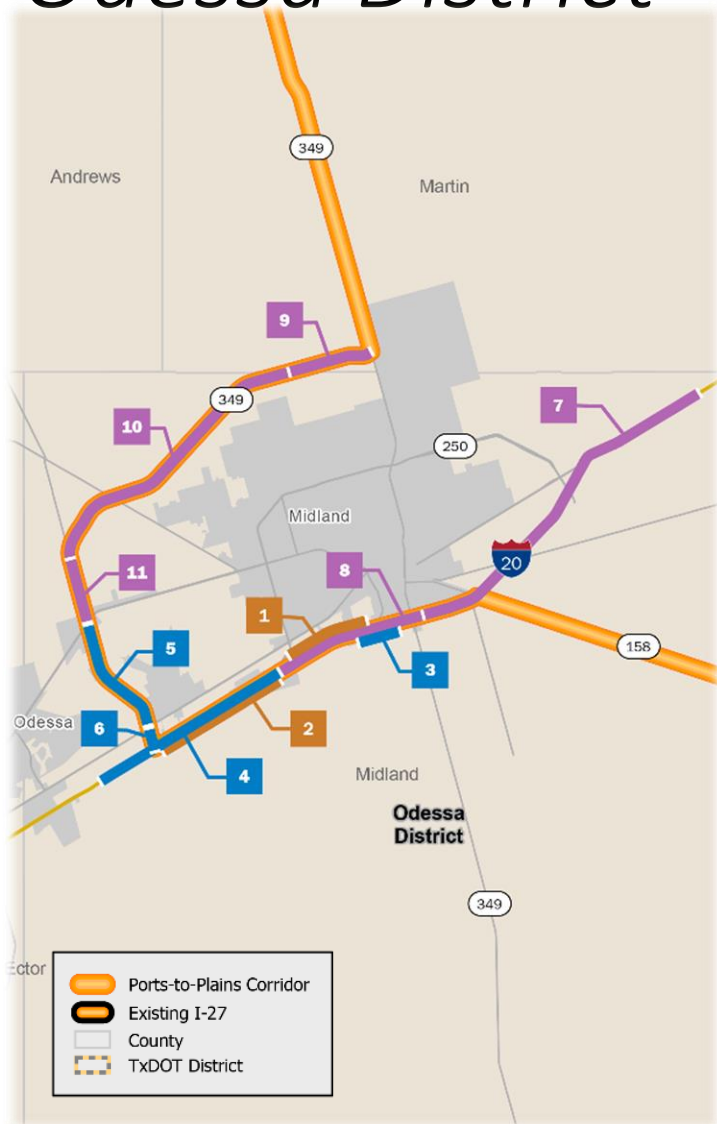 Odessa District
349
Andrews
Martin
9
349
7
10
250
Midland
20
11
8
1
5
3
158
Odessa
6
2
4
Midland
Odessa
District
349
Ector
Ports-to-Plains Corridor
Existing I-27
County
TxDOT District